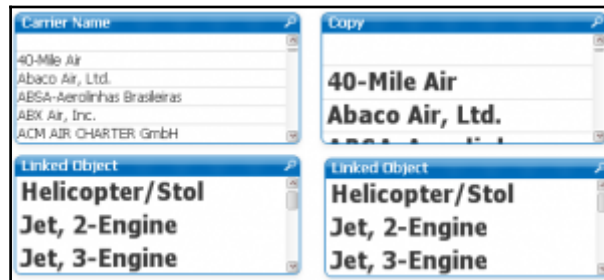 Carrier Name
40-Mile Air
Abaco Air, Ltd.
ABSA-Aerolinhas Brasileiras
ABX Air, Inc.
ACM AIR CHARTER GmbH
Copy
40-Mile Air
Abaco Air, Ltd.
Linked Object
Helicopter/Stol
Jet, 2-Engine
Jet, 3-Engine
Linked Object
Helicopter/Stol
Jet, 2-Engine
Jet, 3-Engine